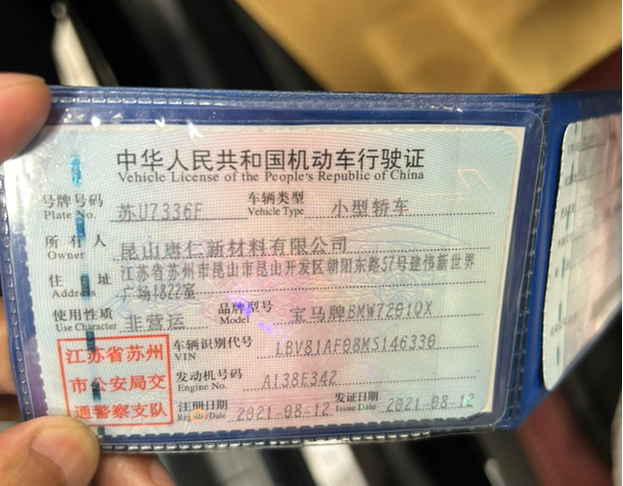 中华人民共和国机动车行驶证
Vehicle License of the People's Republic of China
号牌号码 苏U7336F 车辆类型 小型轿车
Plate No. Vehicle Type
所有人 昆山唐仁新材料有限公司
Owner
住址 江苏省苏州市昆山市昆山开发区朝阳东路57号建伟新世界
Address 广场1822室
使用性质 非营运 品牌型号 宝马牌BMW7201QX
Use Character Model
江苏省苏州
市公安局交
通警察支队
车辆识别代号 LBV81AF08MS146330
VIN
发动机号码 A138E342
Engine No.
注册日期 2021-08-12 发证日期 2021-08-12
Register Date Issue Date